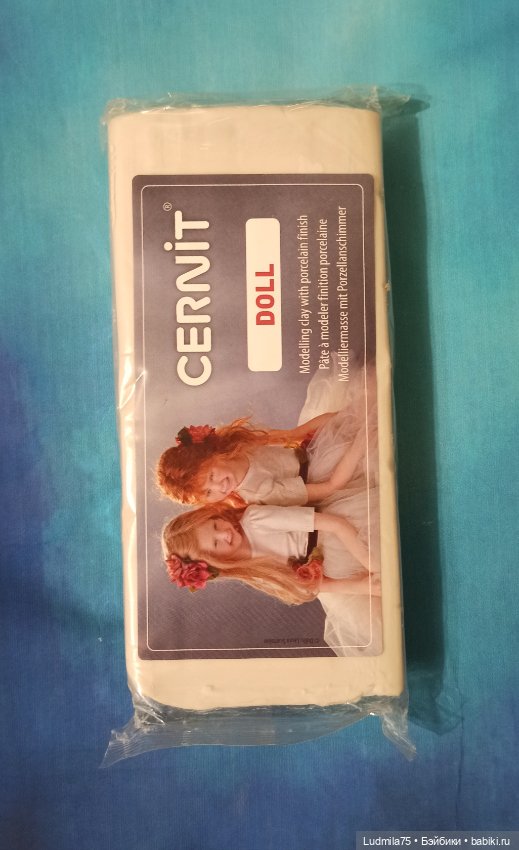 CERNiT®
DOLL
Modelling clay with porcelain finish
Pâte à modeler finition porcelaine
Modelliermasse mit Porzellanschimmer
Ludmila75 • Бэйбики • babiki.ru